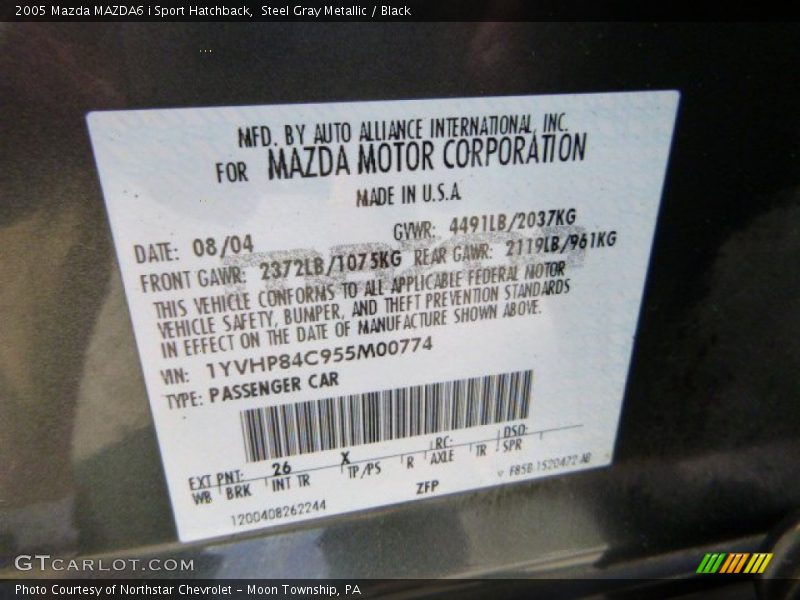 2005 Mazda MAZDA6 i Sport Hatchback, Steel Gray Metallic / Black
MFD. BY AUTO ALLIANCE INTERNATIONAL, INC.
FOR MAZDA MOTOR CORPORATION
MADE IN U.S.A.
DATE: 08/04 GVWR: 4491LB/2037KG
FRONT GAWR: 2372LB/1075KG REAR GAWR: 2119LB/961KG
THIS VEHICLE CONFORMS TO ALL APPLICABLE FEDERAL MOTOR
VEHICLE SAFETY, BUMPER, AND THEFT PREVENTION STANDARDS
IN EFFECT ON THE DATE OF MANUFACTURE SHOWN ABOVE.
VIN: 1YVHP84C955M00774
TYPE: PASSENGER CAR
EXT PNT: 26 X RC: DSO:
WB BRK INT TR TP/PS R AXLE TR SPR
1200408262244 ZFP v F85B-1520472-AB
GTCARLOT.COM
Photo Courtesy of Northstar Chevrolet - Moon Township, PA